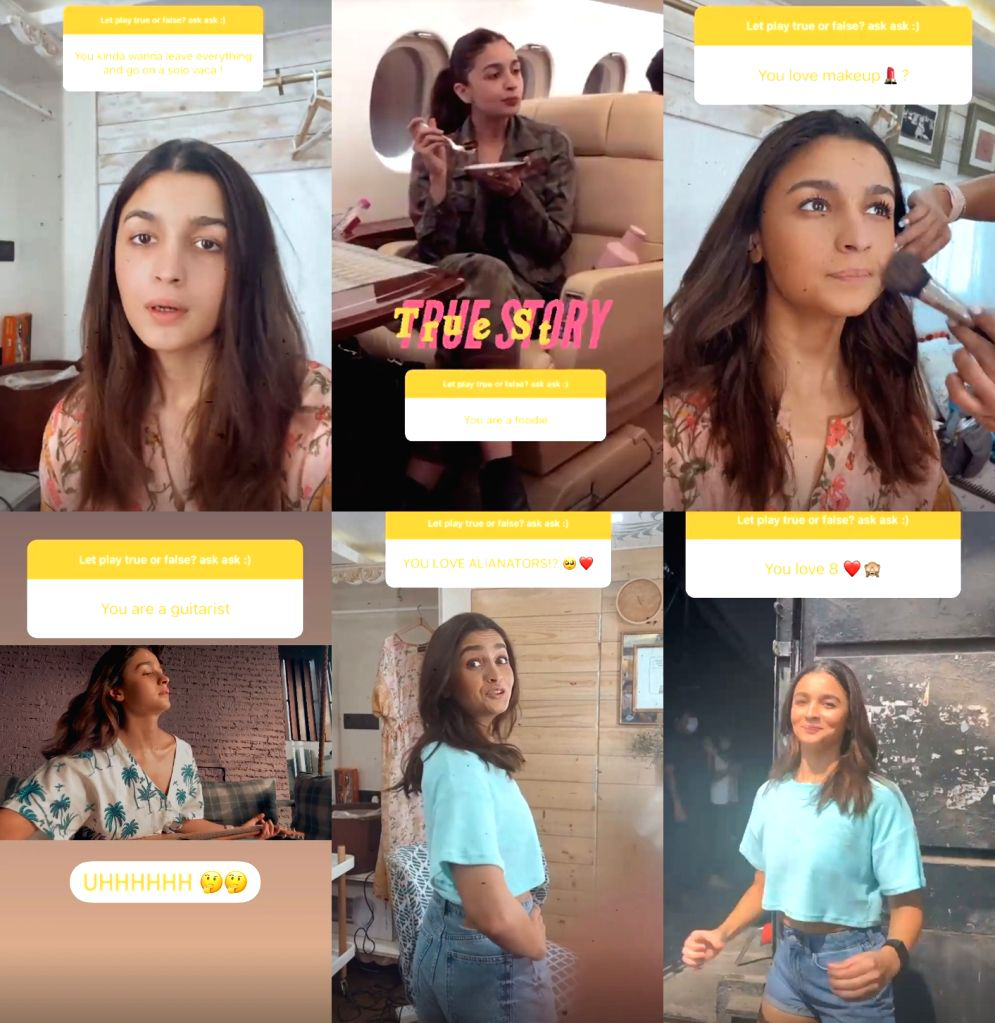 Let play true or false? ask ask :)
You kinda wanna leave everything
and go on a solo vaca !
TRUE STORY
True St
Let play true or false? ask ask :)
You are a foodie
Let play true or false? ask ask :)
You love makeup💄 ?
Let play true or false? ask ask :)
You are a guitarist
UHHHHHH 🤔🤔
Let play true or false? ask ask :)
YOU LOVE ALIANATORS!? 🥺❤️
Let play true or false? ask ask :)
You love 8 ❤️🙈